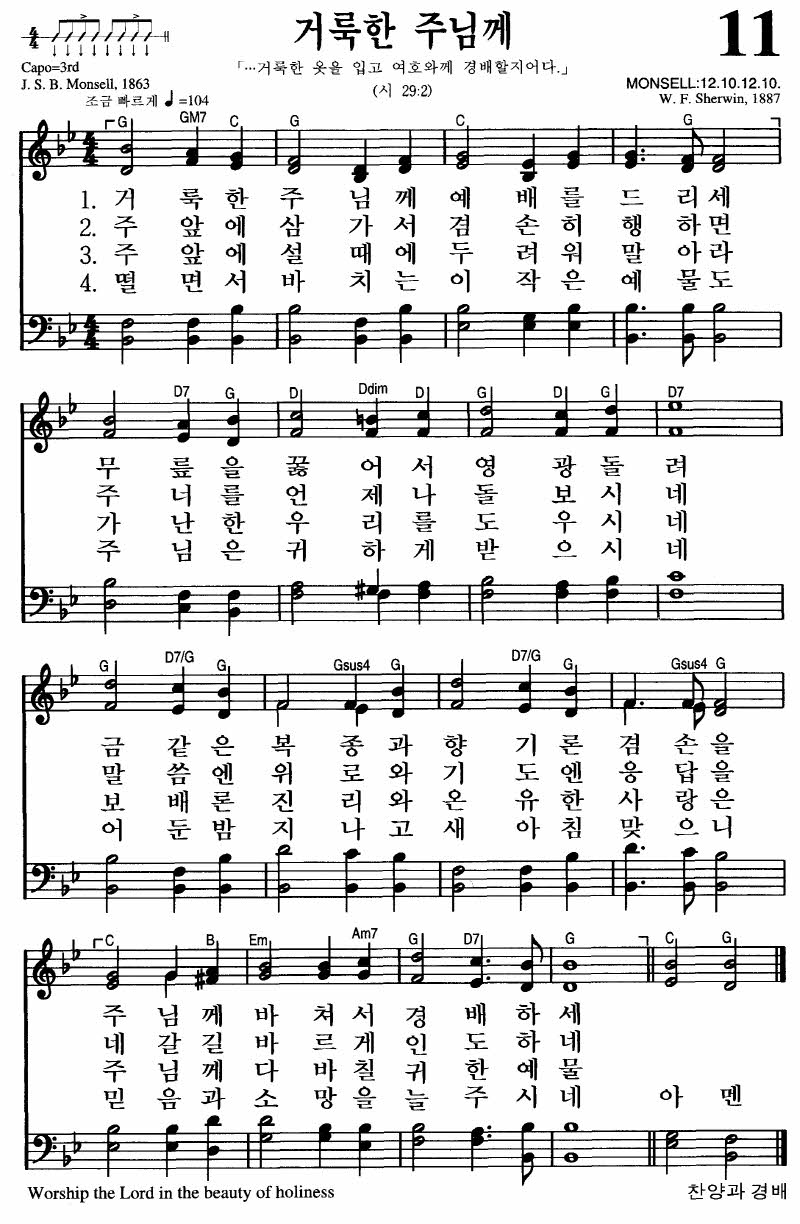 거룩한 주님께
11
Capo=3rd
「…거룩한 옷을 입고 여호와께 경배할지어다.」
J. S. B. Monsell, 1863
(시 29:2)
MONSELL:12.10.12.10.
조금 빠르게 ♩=104
W. F. Sherwin, 1887
G GM7 C G C G
1. 거 룩 한 주 님 께 예 배 를 드 리 세
2. 주 앞 에 삼 가 서 겸 손 히 행 하 면
3. 주 앞 에 설 때 에 두 려 워 말 아 라
4. 떨 면 서 바 치 는 이 작 은 예 물 도
G D7 G D Ddim D G D G D7
무 릎 을 꿇 어 서 영 광 돌 려
주 너 를 언 제 나 돌 보 시 네
가 난 한 우 리 를 도 우 시 네
주 님 은 귀 하 게 받 으 시 네
G D7/G G Gsus4 G D7/G G Gsus4 G
금 같 은 복 종 과 향 기 론 겸 손 을
말 씀 엔 위 로 와 기 도 엔 응 답 을
보 배 론 진 리 와 온 유 한 사 랑 은
어 둔 밤 지 나 고 새 아 침 맞 으 니
C B Em Am7 G D7 G C G
주 님 께 바 쳐 서 경 배 하 세
네 갈 길 바 르 게 인 도 하 네
주 님 께 다 바 칠 귀 한 예 물
믿 음 과 소 망 을 늘 주 시 네 아 멘
Worship the Lord in the beauty of holiness
찬양과 경배